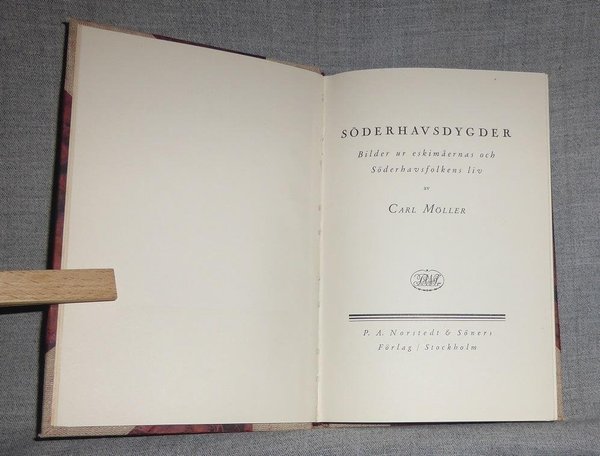 SÖDERHAVSDYGDER
Bilder ur eskimåernas och
Söderhavsfolkens liv
av
CARL MÖLLER
P. A. Norstedt & Söners
Förlag / Stockholm